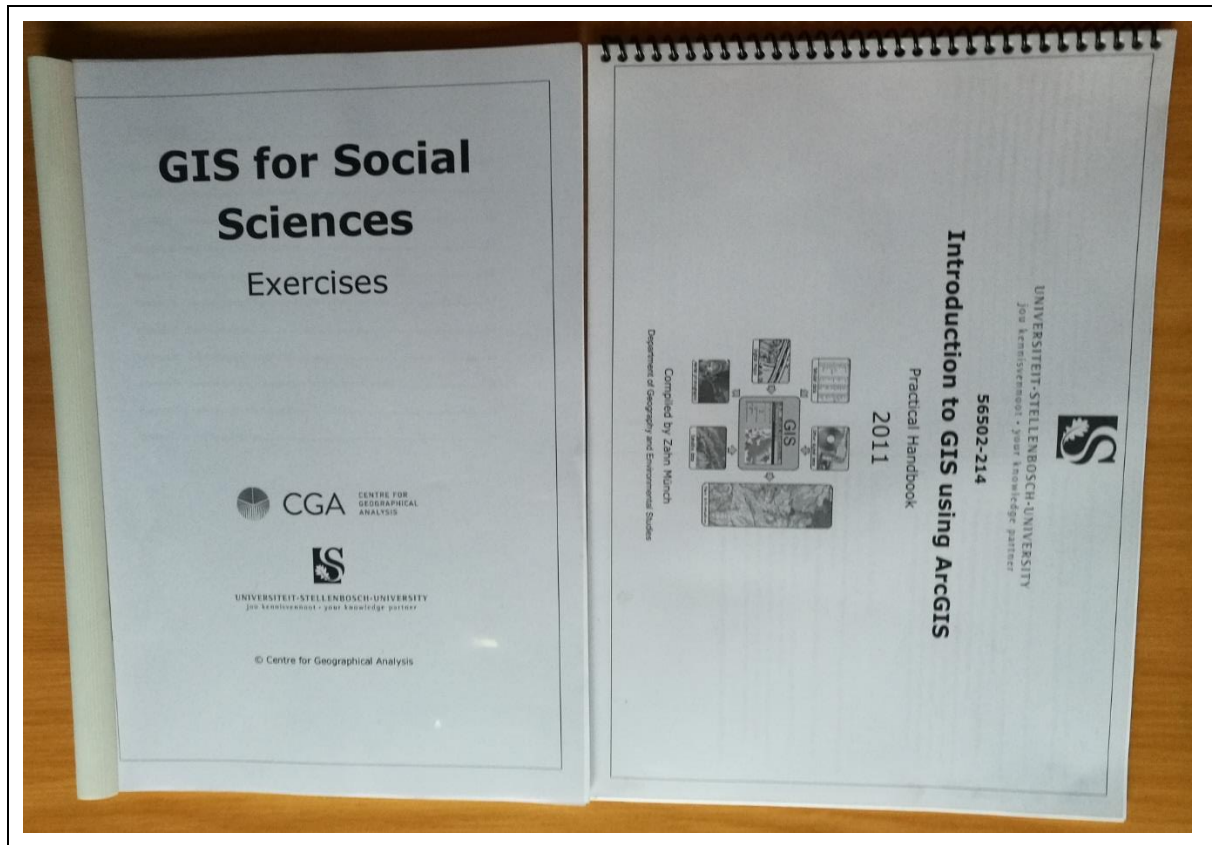 GIS for Social
Sciences
Exercises
CGA
CENTRE FOR
GEOGRAPHICAL
ANALYSIS
UNIVERSITEIT•STELLENBOSCH•UNIVERSITY
jou kennisvennoot • your knowledge partner
© Centre for Geographical Analysis
UNIVERSITEIT•STELLENBOSCH•UNIVERSITY
jou kennisvennoot • your knowledge partner
56502-214
Introduction to GIS using ArcGIS
Practical Handbook
2011
GIS
Compiled by Zahn Münch
Department of Geography and Environmental Studies